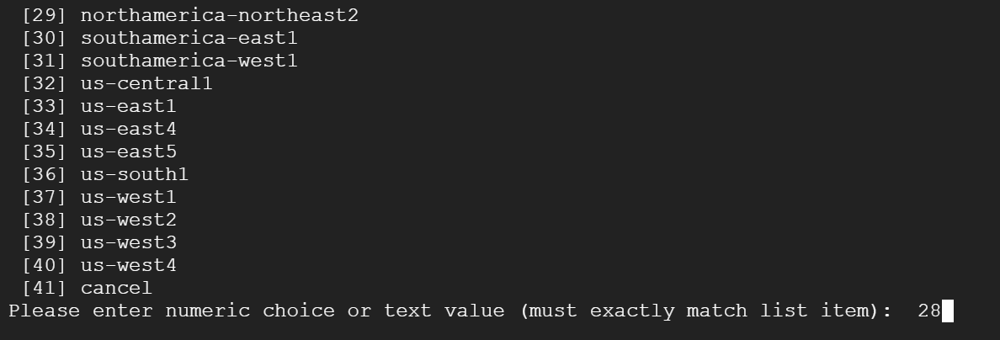 [29] northamerica-northeast2
[30] southamerica-east1
[31] southamerica-west1
[32] us-central1
[33] us-east1
[34] us-east4
[35] us-east5
[36] us-south1
[37] us-west1
[38] us-west2
[39] us-west3
[40] us-west4
[41] cancel
Please enter numeric choice or text value (must exactly match list item):  28